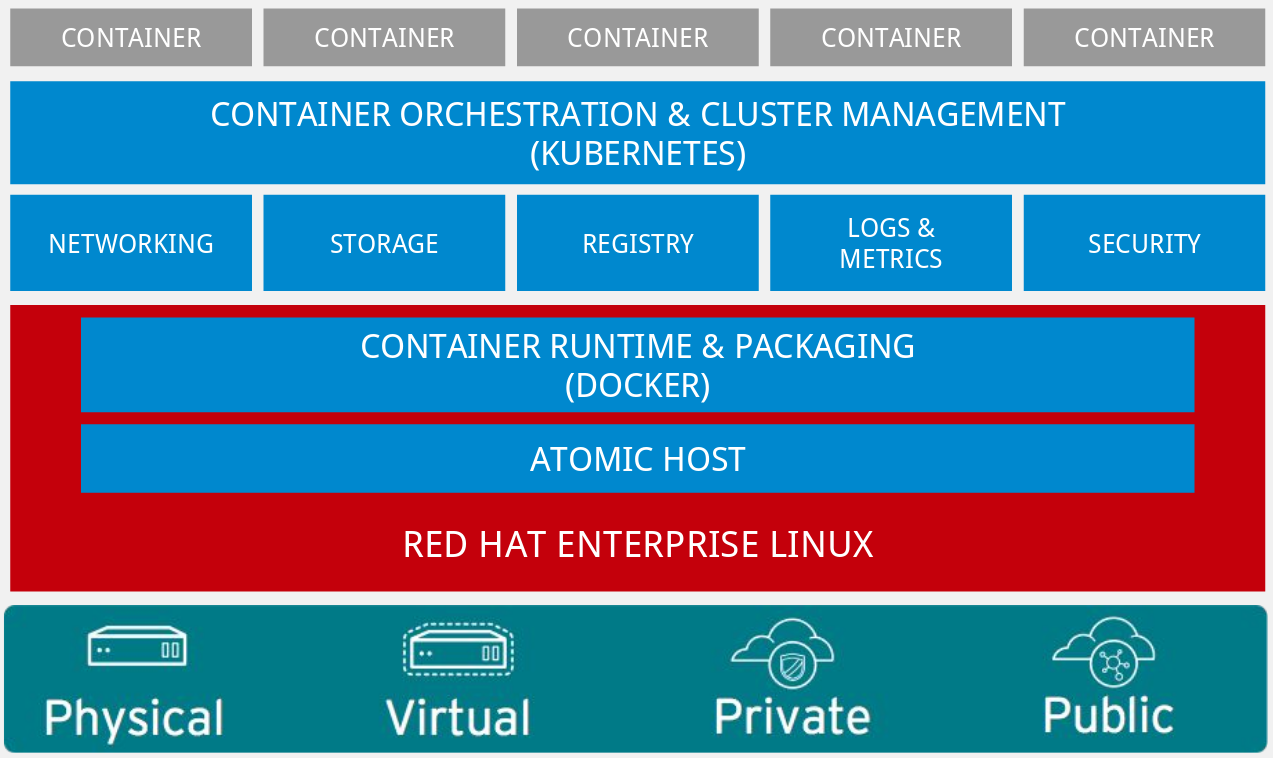 CONTAINER CONTAINER CONTAINER CONTAINER CONTAINER
CONTAINER ORCHESTRATION & CLUSTER MANAGEMENT
(KUBERNETES)
NETWORKING
STORAGE
REGISTRY
LOGS &
METRICS
SECURITY
CONTAINER RUNTIME & PACKAGING
(DOCKER)
ATOMIC HOST
RED HAT ENTERPRISE LINUX
Physical Virtual Private Public